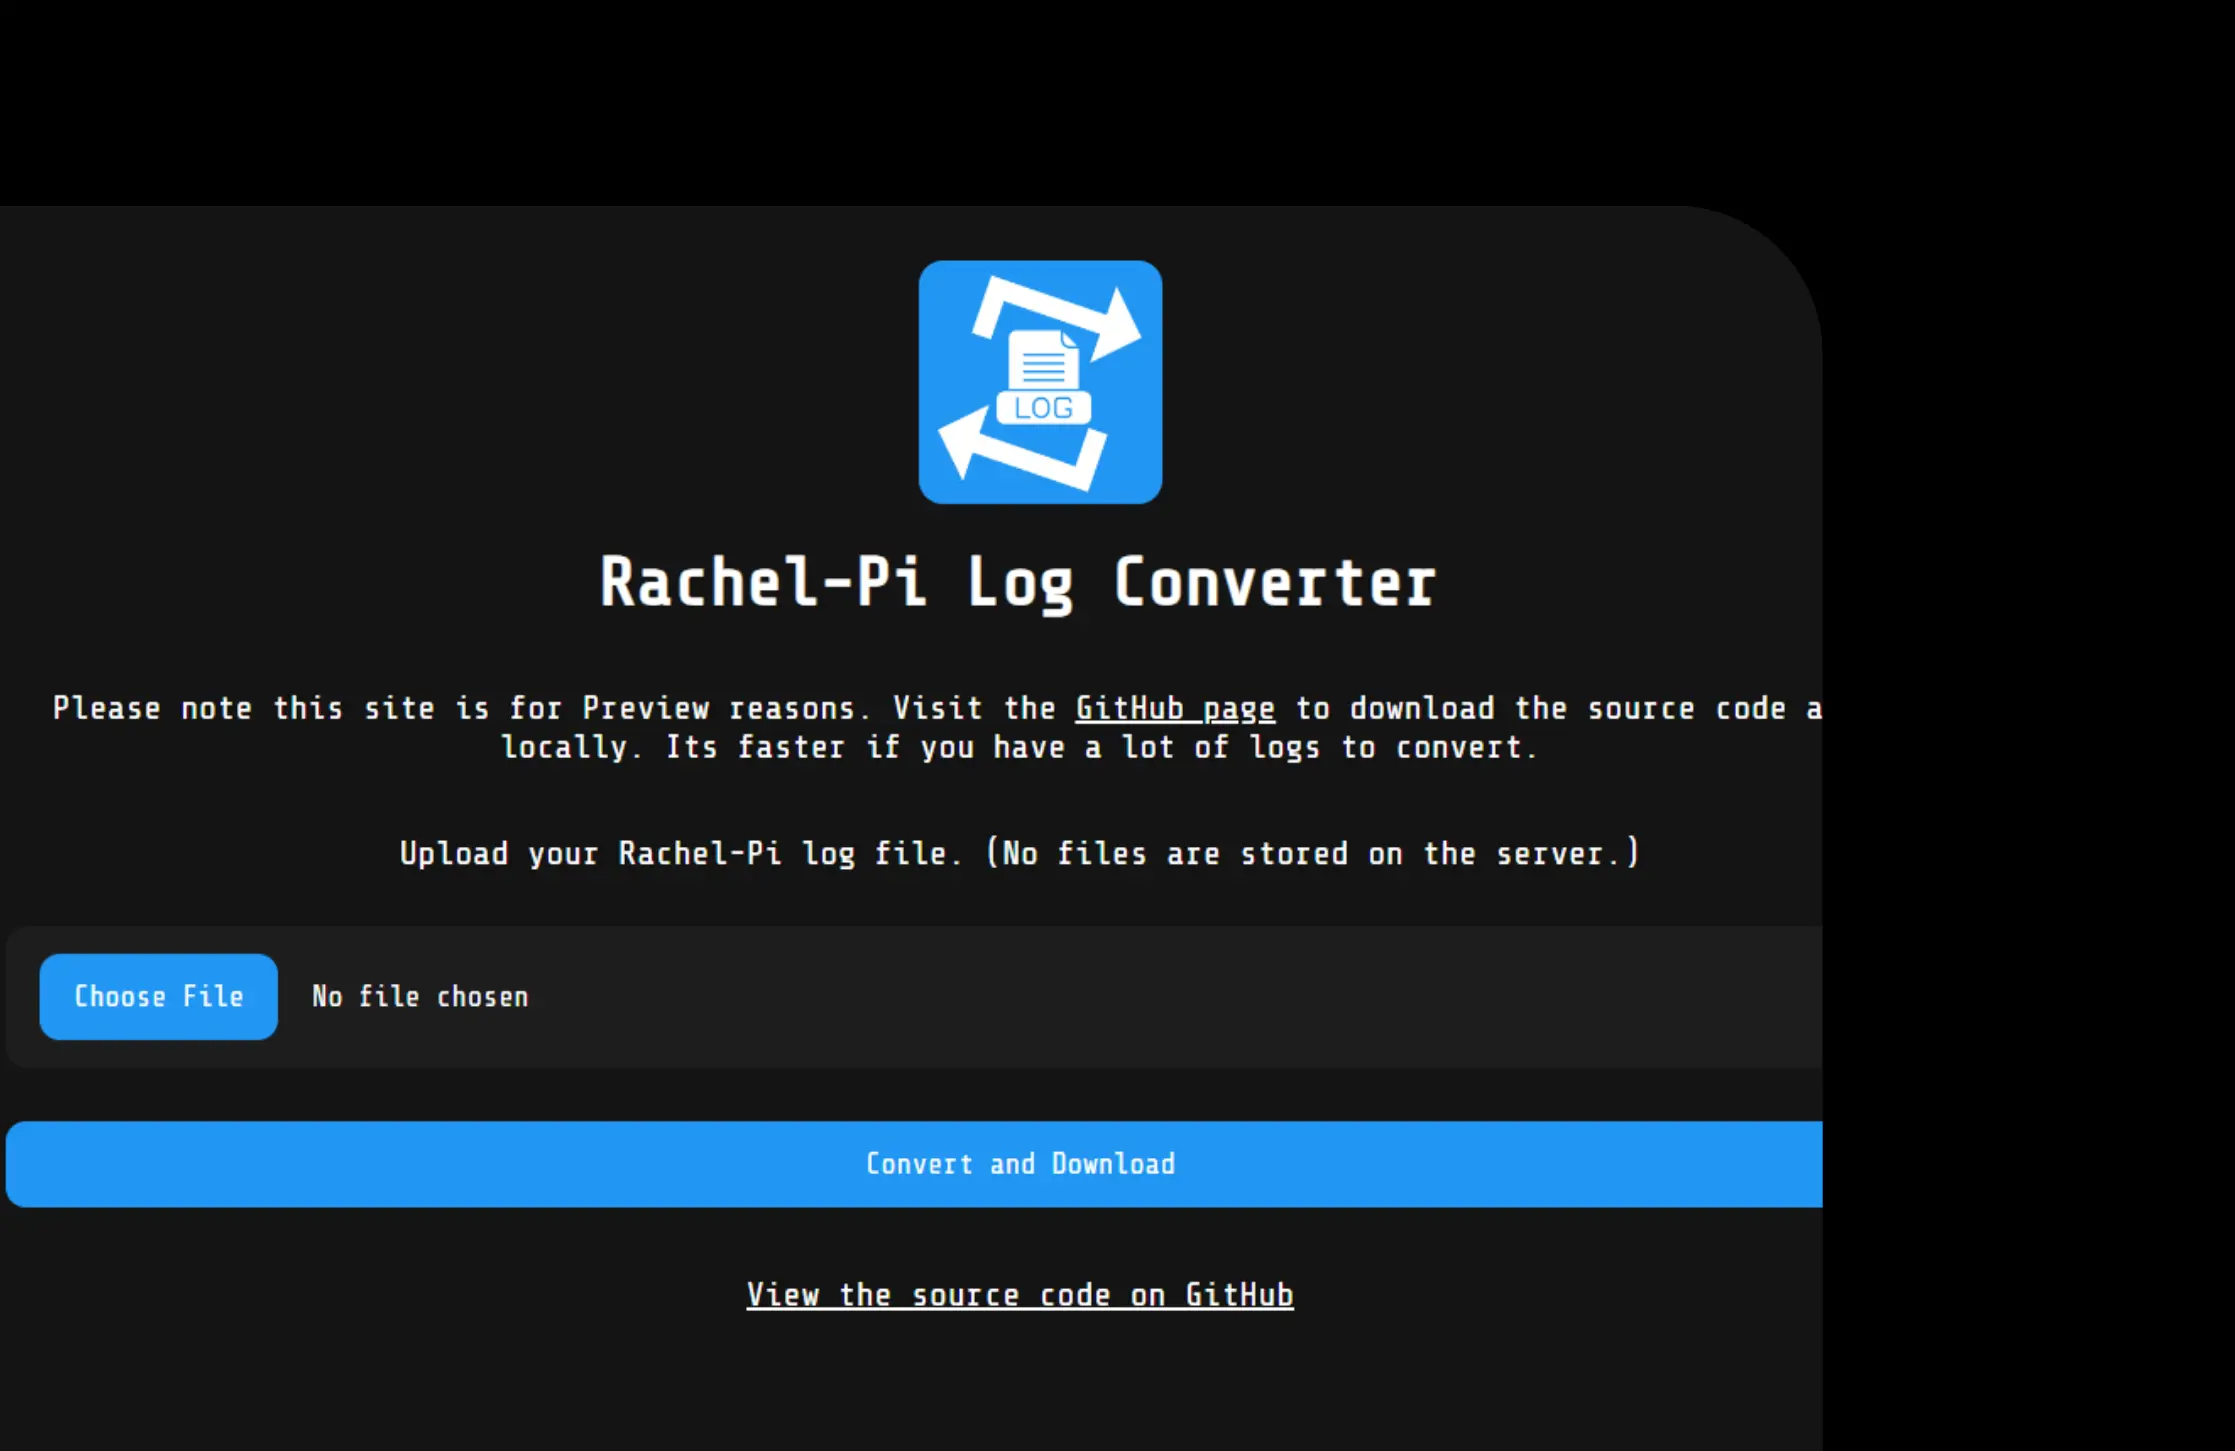 LOG
Rachel-Pi Log Converter
Please note this site is for Preview reasons. Visit the GitHub page to download the source code a
locally. Its faster if you have a lot of logs to convert.
Upload your Rachel-Pi log file. (No files are stored on the server.)
Choose File No file chosen
Convert and Download
View the source code on GitHub